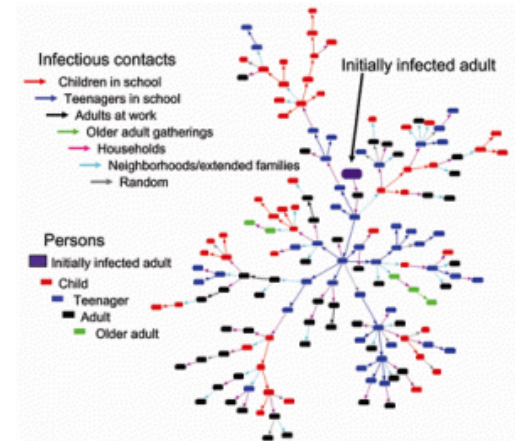 Infectious contacts
Children in school
Teenagers in school
Adults at work
Older adult gatherings
Households
Neighborhoods/extended families
Random
Initially infected adult
Persons
Initially infected adult
Child
Teenager
Adult
Older adult